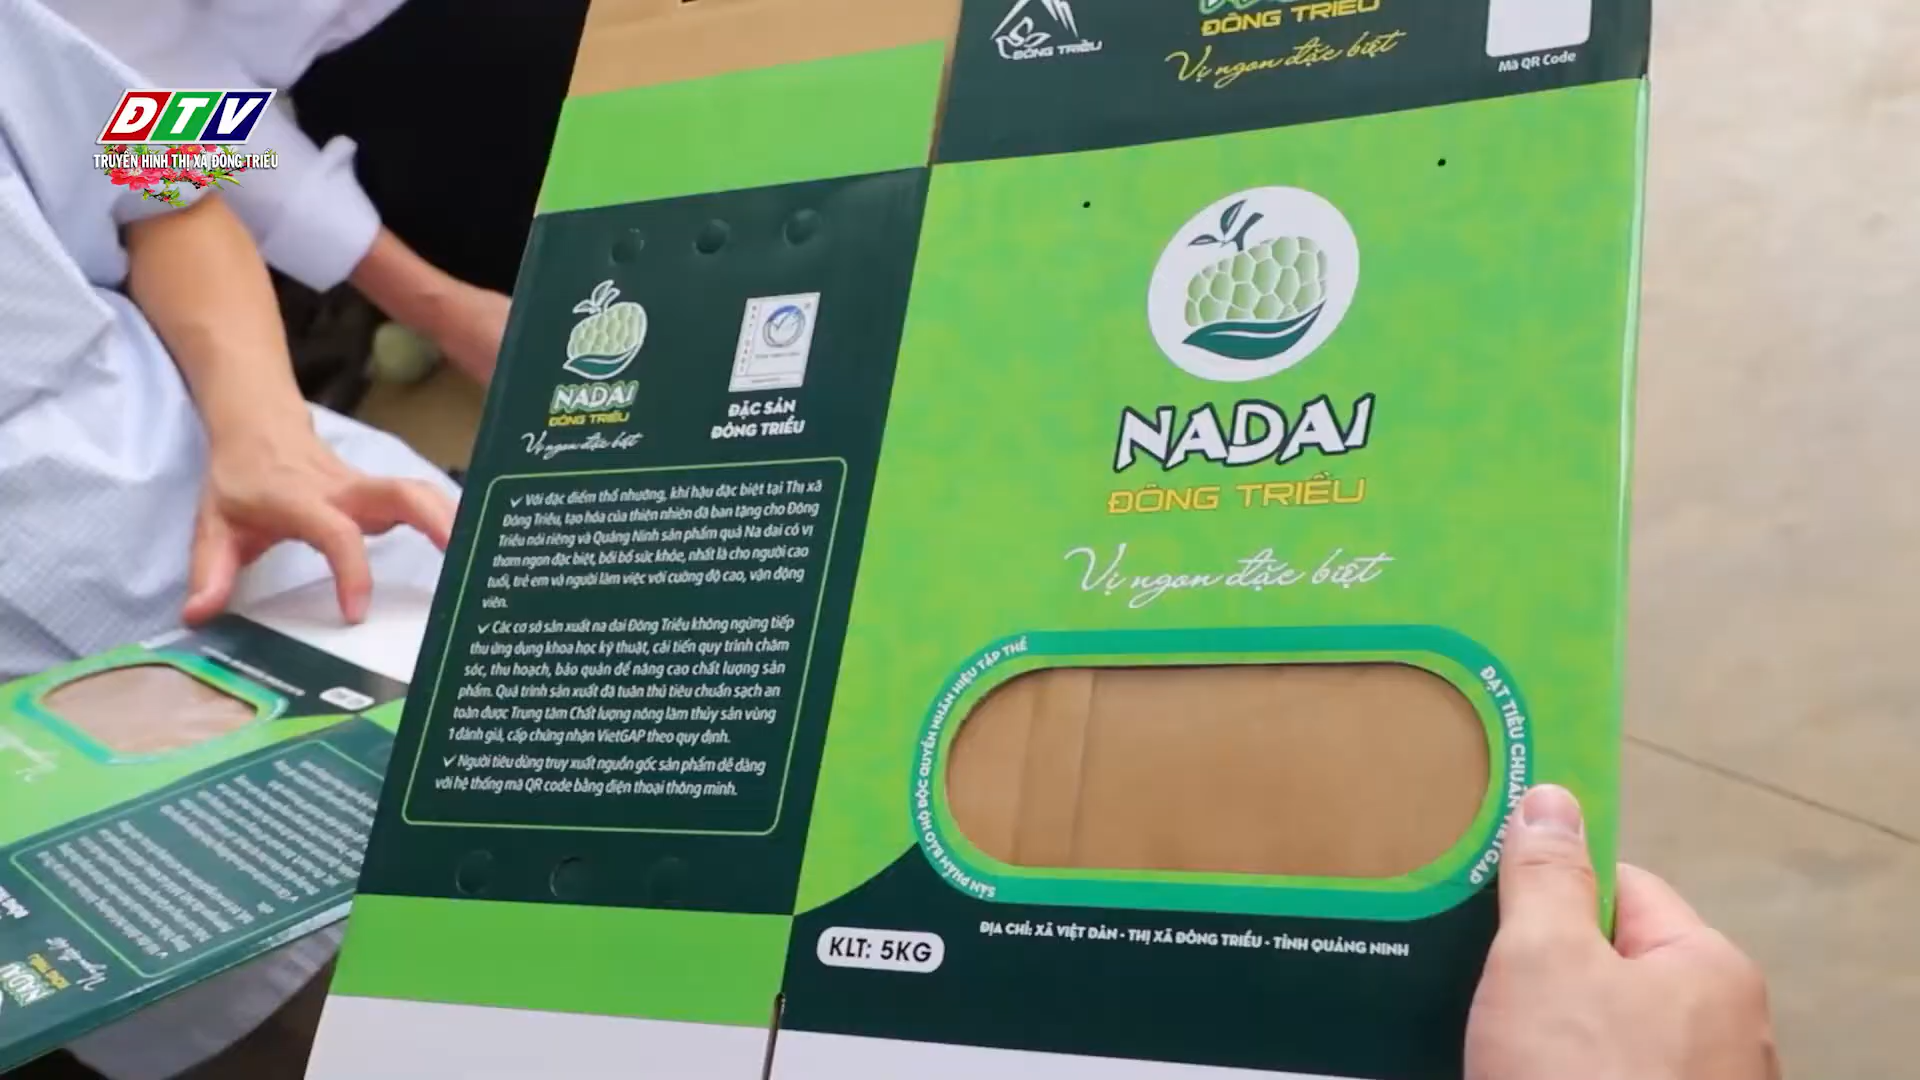 ĐTV
TRUYỀN HÌNH THỊ XÃ ĐÔNG TRIỀU
ĐÔNG TRIỀU
ĐÔNG TRIỀU
Vị ngon đặc biệt
Mã QR Code
NADAI
ĐÔNG TRIỀU
Vị ngon đặc biệt
ĐẶC SẢN
ĐÔNG TRIỀU
✓ Với đặc điểm thổ nhưỡng, khí hậu đặc biệt tại Thị xã
Đông Triều, tạo hóa của thiên nhiên đã ban tặng cho Đông
Triều nói riêng và Quảng Ninh sản phẩm quả Na dai có vị
thơm ngon đặc biệt, bồi bổ sức khỏe, nhất là cho người cao
tuổi, trẻ em và người làm việc với cường độ cao, vận động
viên.
✓ Các cơ sở sản xuất na dai Đông Triều không ngừng tiếp
thu ứng dụng khoa học kỹ thuật, cải tiến quy trình chăm
sóc, thu hoạch, bảo quản để nâng cao chất lượng sản
phẩm. Quá trình sản xuất đã tuân thủ tiêu chuẩn sạch an
toàn được Trung tâm Chất lượng nông lâm thủy sản vùng
1 đánh giá, cấp chứng nhận VietGAP theo quy định.
✓ Người tiêu dùng truy xuất nguồn gốc sản phẩm dễ dàng
với hệ thống mã QR code bằng điện thoại thông minh.
NADAI
ĐÔNG TRIỀU
Vị ngon đặc biệt
SẢN PHẨM BẢO HỘ ĐỘC QUYỀN NHÃN HIỆU TẬP THỂ
ĐẠT TIÊU CHUẨN VIETGAP
KLT: 5KG
ĐỊA CHỈ: XÃ VIỆT DÂN - THỊ XÃ ĐÔNG TRIỀU - TỈNH QUẢNG NINH
NADAI
ĐÔNG TRIỀU